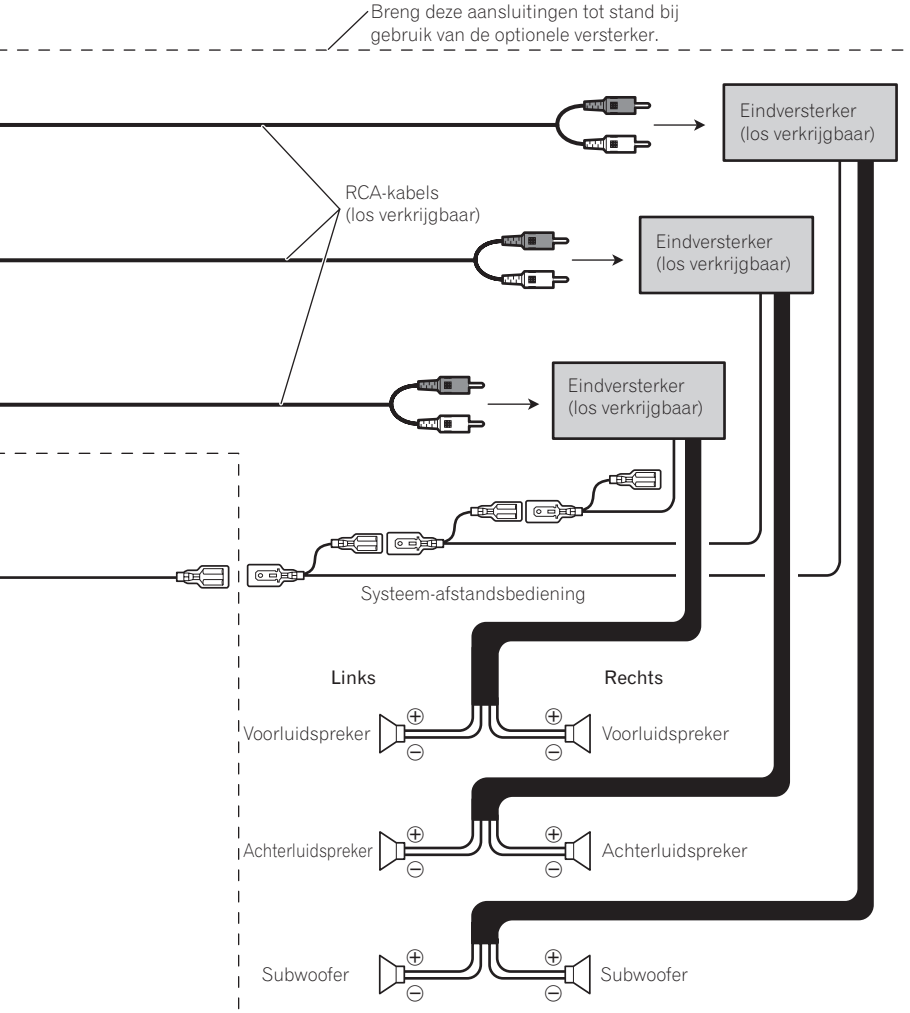 Breng deze aansluitingen tot stand bij
gebruik van de optionele versterker.
Eindversterker
(los verkrijgbaar)
RCA-kabels
(los verkrijgbaar)
Eindversterker
(los verkrijgbaar)
Eindversterker
(los verkrijgbaar)
Systeem-afstandsbediening
Links
Rechts
Voorluidspreker
⊕
⊖
⊕
⊖
Voorluidspreker
Achterluidspreker
⊕
⊖
⊕
⊖
Achterluidspreker
Subwoofer
⊕
⊖
⊕
⊖
Subwoofer